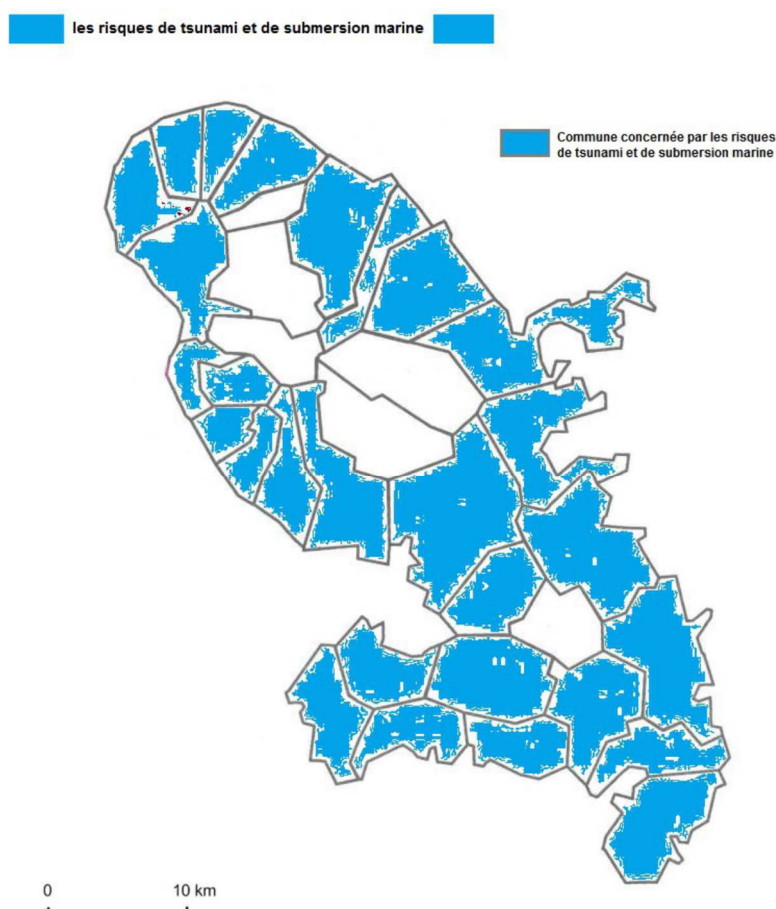 les risques de tsunami et de submersion marine
Commune concernée par les risques
de tsunami et de submersion marine
0 10 km